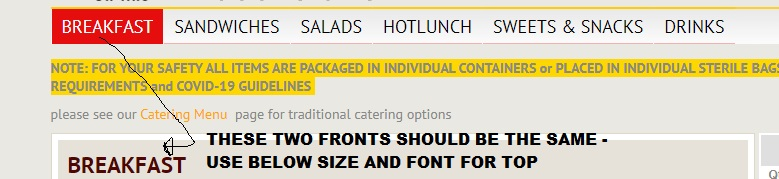 BREAKFAST SANDWICHES SALADS HOTLUNCH SWEETS & SNACKS DRINKS
NOTE: FOR YOUR SAFETY ALL ITEMS ARE PACKAGED IN INDIVIDUAL CONTAINERS or PLACED IN INDIVIDUAL STERILE BAGS
REQUIREMENTS and COVID-19 GUIDELINES
please see our Catering Menu page for traditional catering options
THESE TWO FRONTS SHOULD BE THE SAME -
BREAKFAST USE BELOW SIZE AND FONT FOR TOP